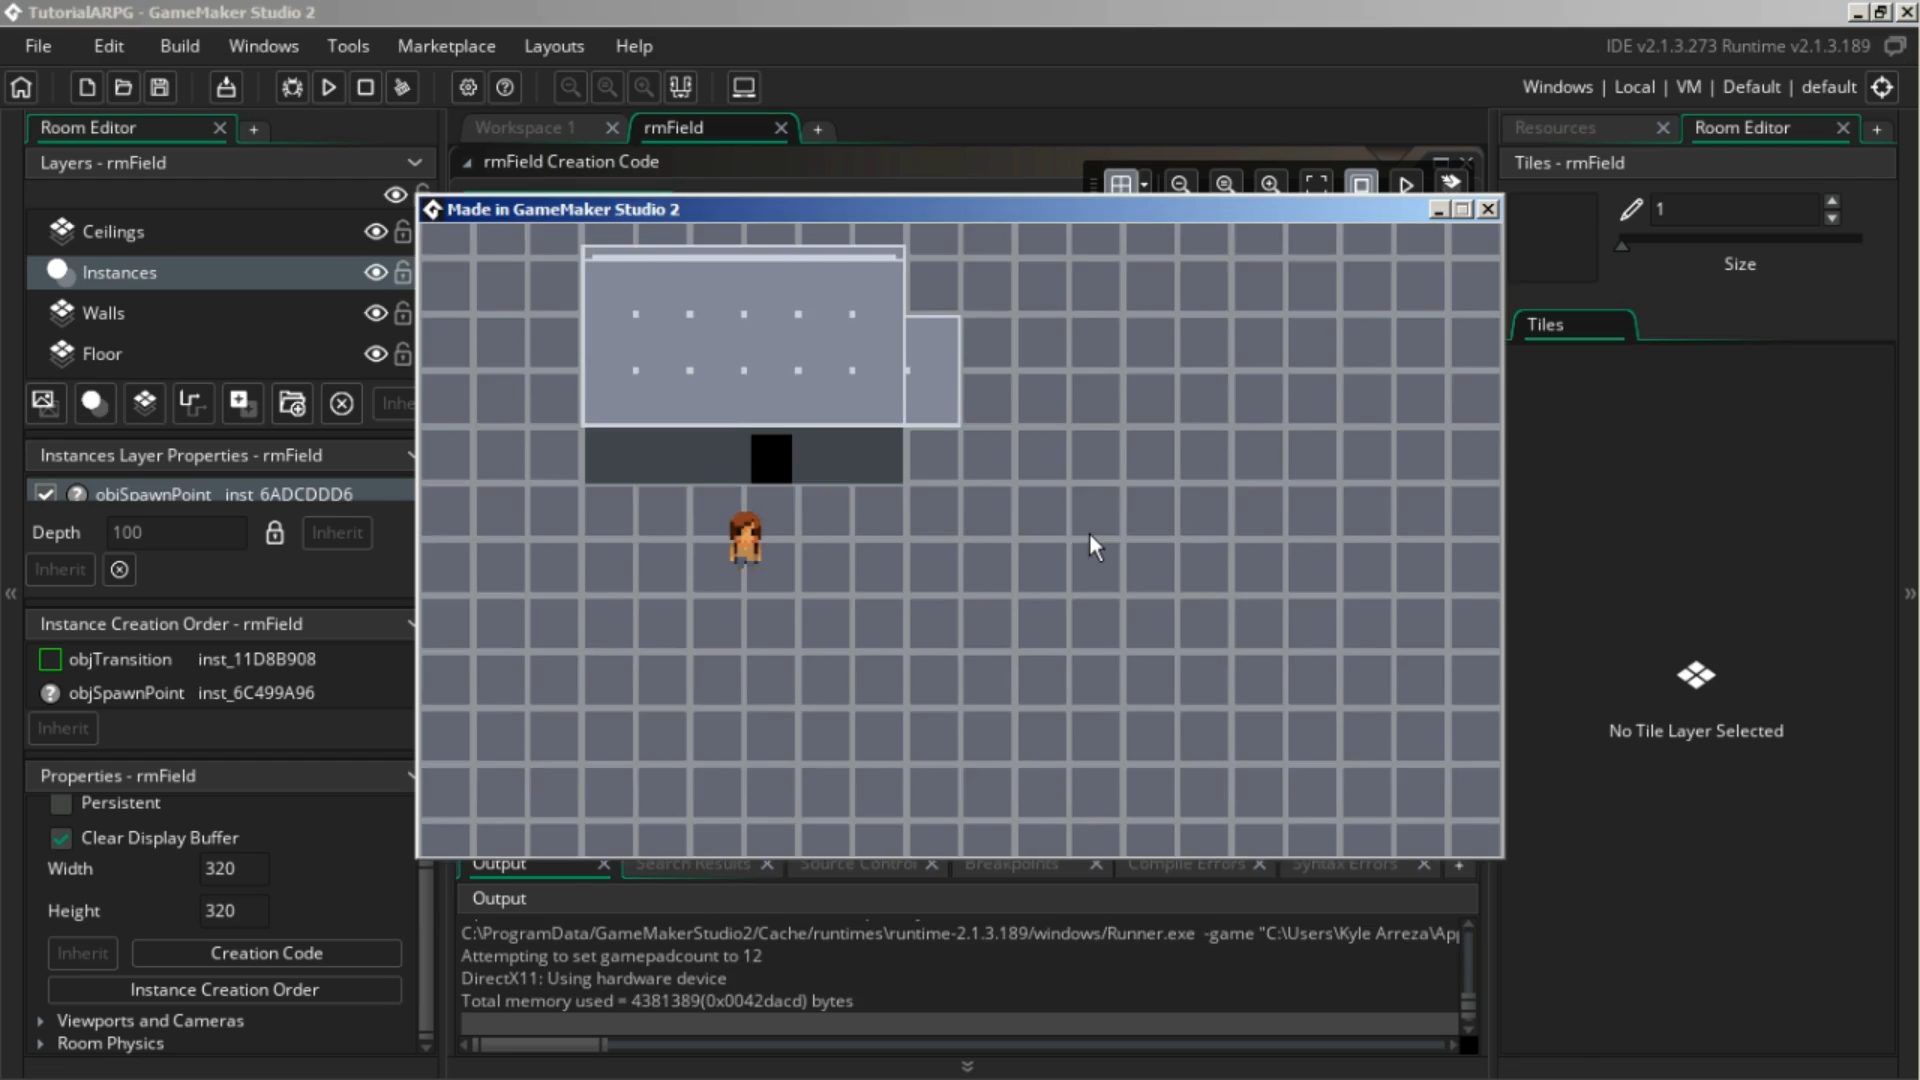 TutorialARPG - GameMaker Studio 2
File Edit Build Windows Tools Marketplace Layouts Help
IDE v2.1.3.273 Runtime v2.1.3.189
Windows | Local | VM | Default | default
Room Editor
Workspace 1
rmField
Resources
Room Editor
Layers - rmField
rmField Creation Code
Tiles - rmField
Made in GameMaker Studio 2
1
Size
Ceilings
Instances
Walls
Floor
Tiles
Inhe
Instances Layer Properties - rmField
objSpawnPoint inst_6ADCDDD6
Depth 100 Inherit
Inherit
Instance Creation Order - rmField
objTransition inst_11D8B908
objSpawnPoint inst_6C499A96
Inherit
No Tile Layer Selected
Properties - rmField
Persistent
Clear Display Buffer
Width 320
Height 320
Inherit Creation Code
Instance Creation Order
Viewports and Cameras
Room Physics
Output Search Results Source Control Breakpoints Compile Errors Syntax Errors
Output
C:\ProgramData/GameMakerStudio2/Cache/runtimes\runtime-2.1.3.189/windows/Runner.exe -game "C:\Users\Kyle Arreza\App
Attempting to set gamepadcount to 12
DirectX11: Using hardware device
Total memory used = 4381389(0x0042dacd) bytes